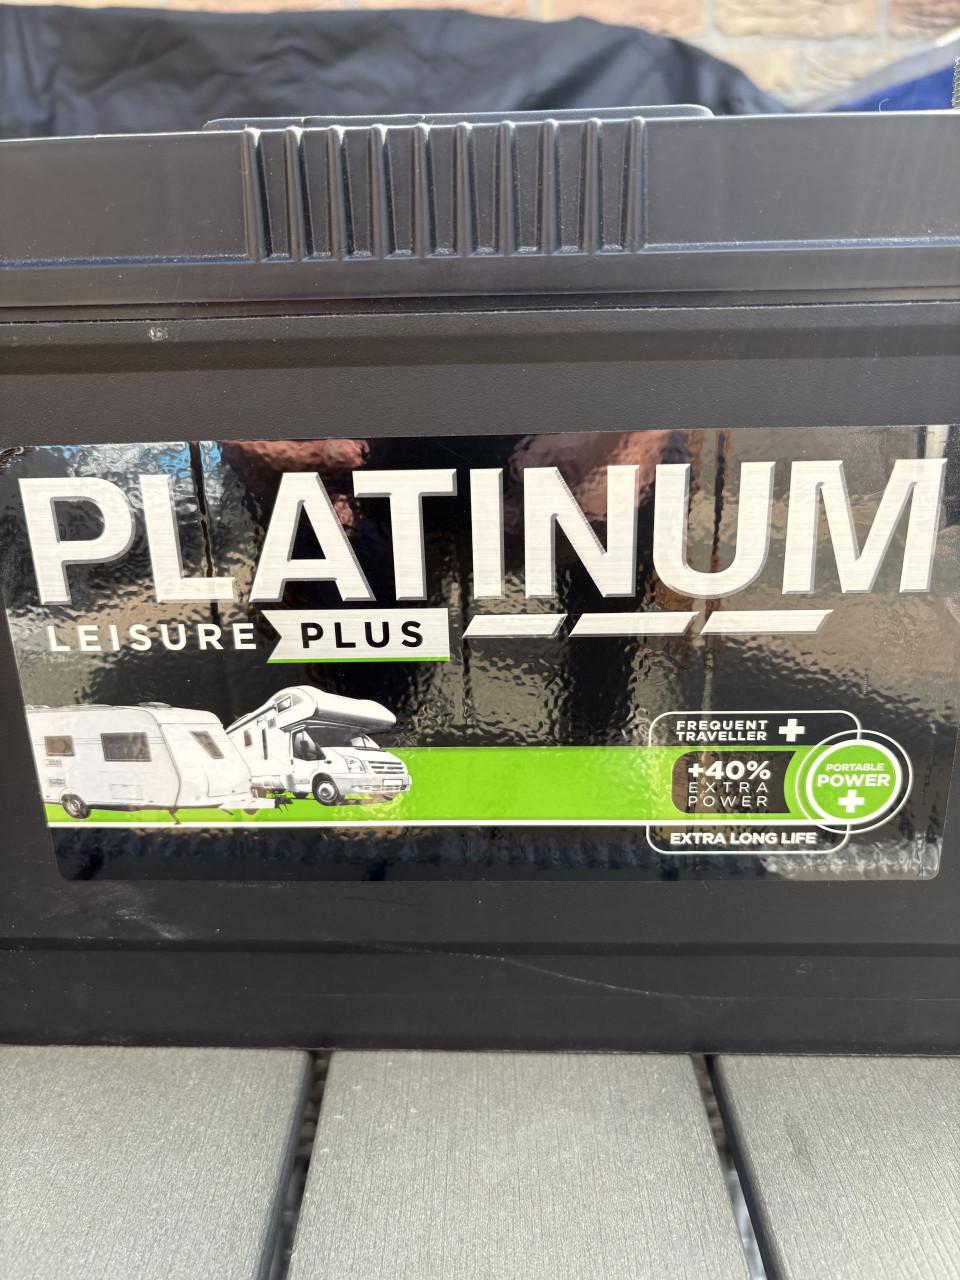 PLATINUM
LEISURE PLUS
FREQUENT
TRAVELLER
+40%
EXTRA
POWER
PORTABLE
POWER
EXTRA LONG LIFE